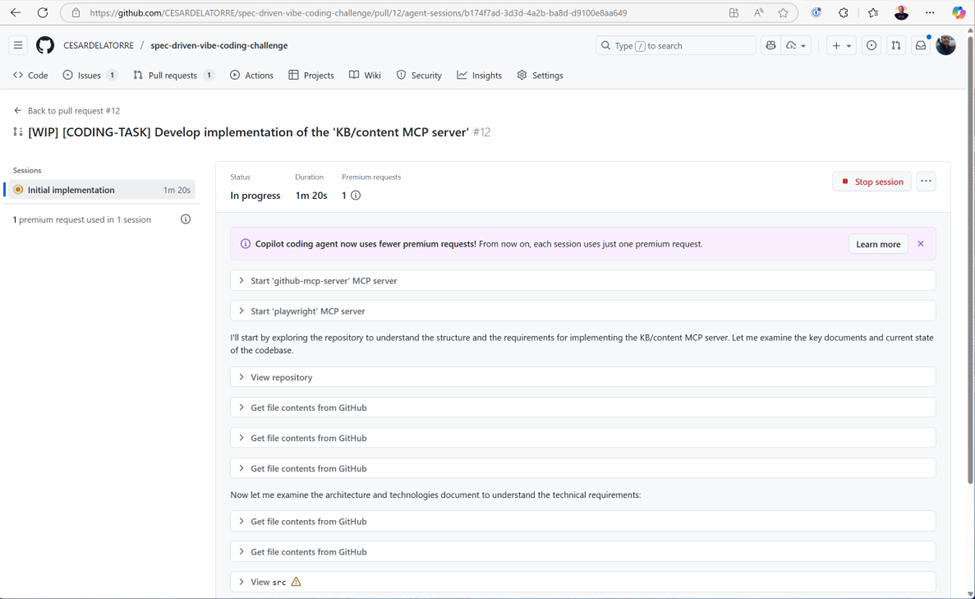 https://github.com/CESARDELATORRE/spec-driven-vibe-coding-challenge/pull/12/agent-sessions/b174f7ad-3d3d-4a2b-ba8d-d9100e8aa649
CESARDELATORRE / spec-driven-vibe-coding-challenge
Type / to search
Code Issues 1 Pull requests 1 Actions Projects Wiki Security Insights Settings
Back to pull request #12
[WIP] [CODING-TASK] Develop implementation of the 'KB/content MCP server' #12
Sessions
Initial implementation 1m 20s
1 premium request used in 1 session
Status Duration Premium requests
In progress 1m 20s 1
Stop session
Copilot coding agent now uses fewer premium requests! From now on, each session uses just one premium request.
Learn more
Start 'github-mcp-server' MCP server
Start 'playwright' MCP server
I'll start by exploring the repository to understand the structure and the requirements for implementing the KB/content MCP server. Let me examine the key documents and current state
of the codebase.
View repository
Get file contents from GitHub
Get file contents from GitHub
Get file contents from GitHub
Now let me examine the architecture and technologies document to understand the technical requirements:
Get file contents from GitHub
Get file contents from GitHub
View src